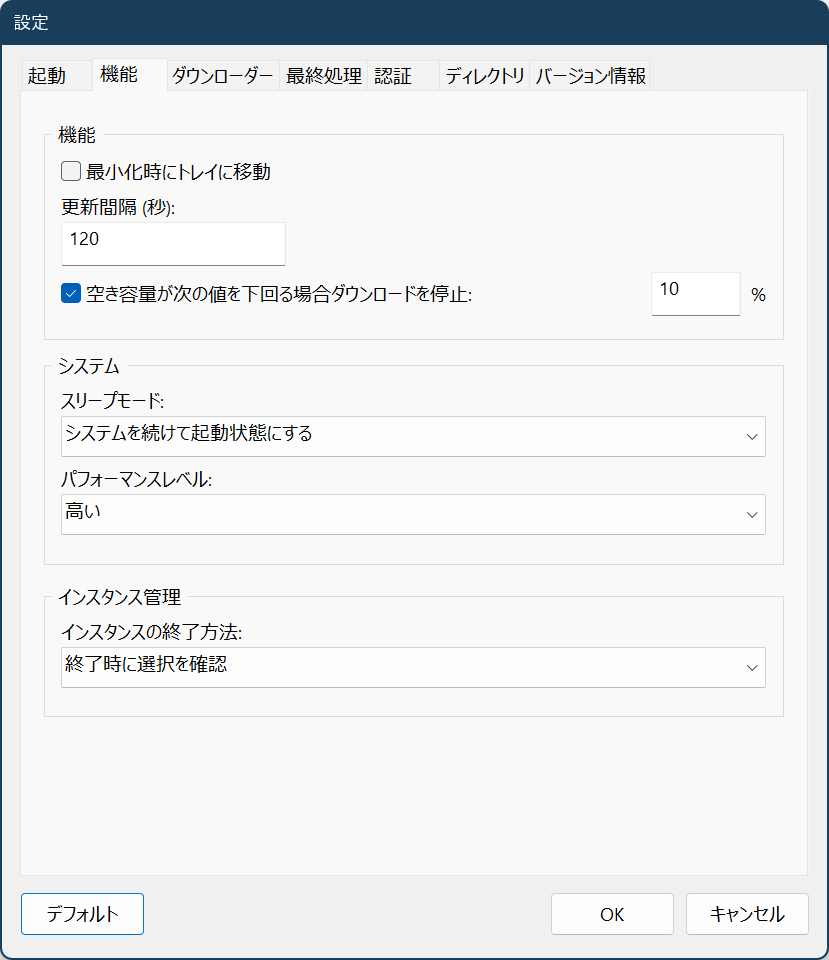 設定
起動 機能 ダウンローダー 最終処理 認証 ディレクトリ バージョン情報
機能
最小化時にトレイに移動
更新間隔 (秒):
120
空き容量が次の値を下回る場合ダウンロードを停止: 10 %
システム
スリープモード:
システムを続けて起動状態にする
パフォーマンスレベル:
高い
インスタンス管理
インスタンスの終了方法:
終了時に選択を確認
デフォルト OK キャンセル